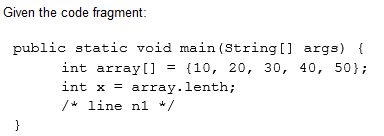 Given the code fragment:
public static void main(String[] args) {
int array[] = {10, 20, 30, 40, 50};
int x = array.lenth;
/* line n1 */
}